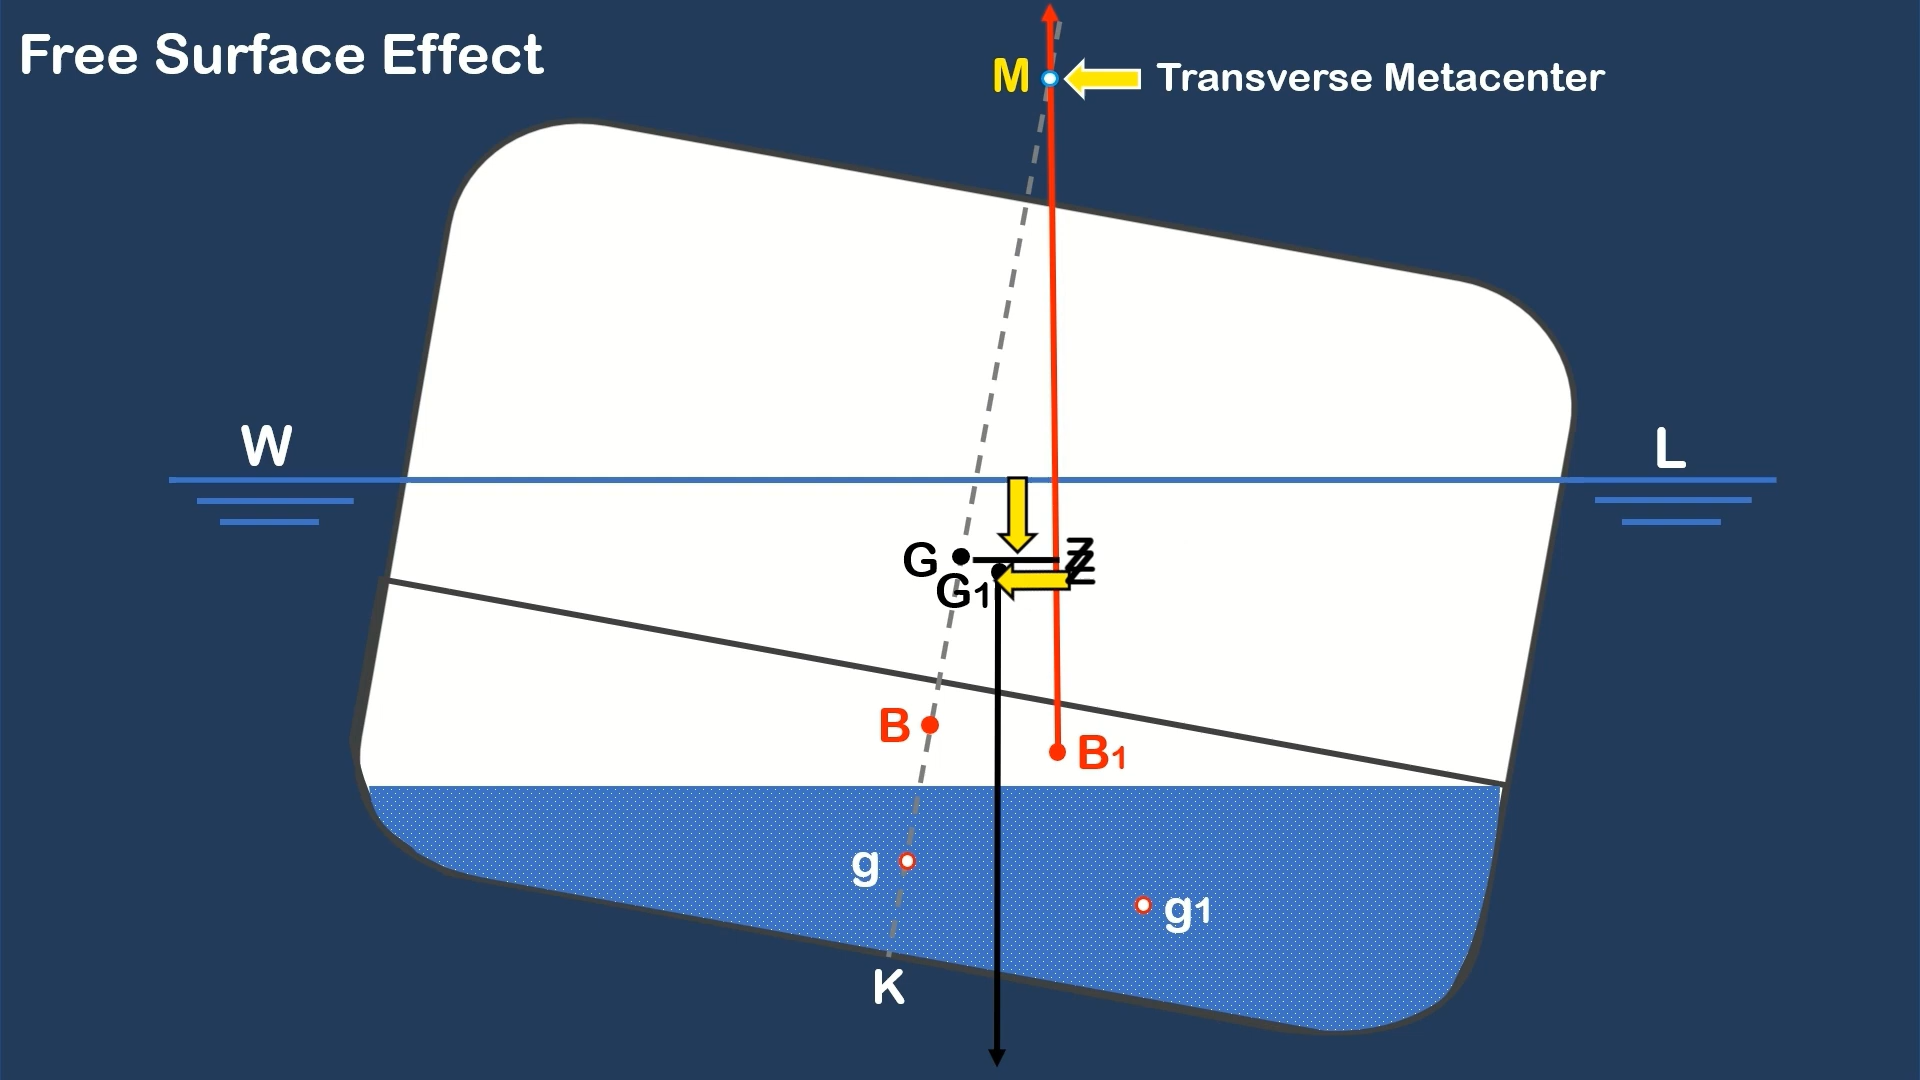 Free Surface Effect
M
Transverse Metacenter
W
L
G
Z
Z
G1
B
B1
g
g1
K